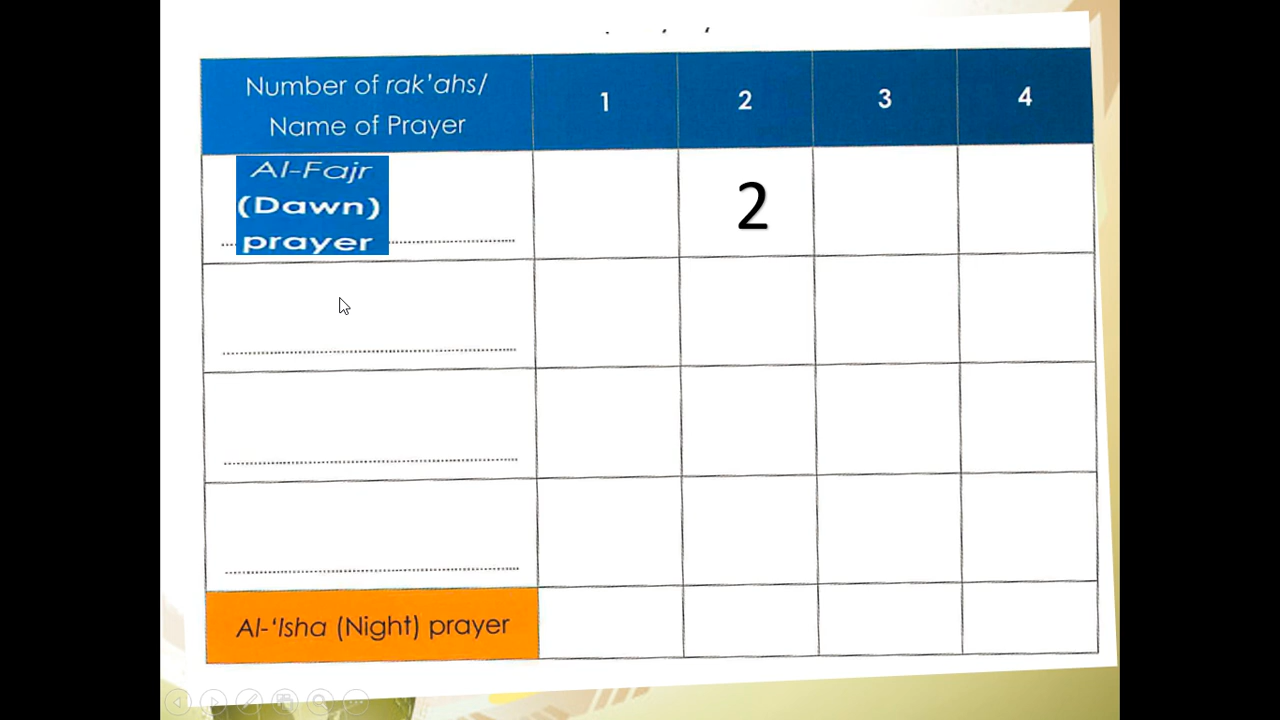 Number of rak'ahs/
Name of Prayer
1
2
3
4
Al-Fajr
(Dawn)
prayer
2
Al-'Isha (Night) prayer